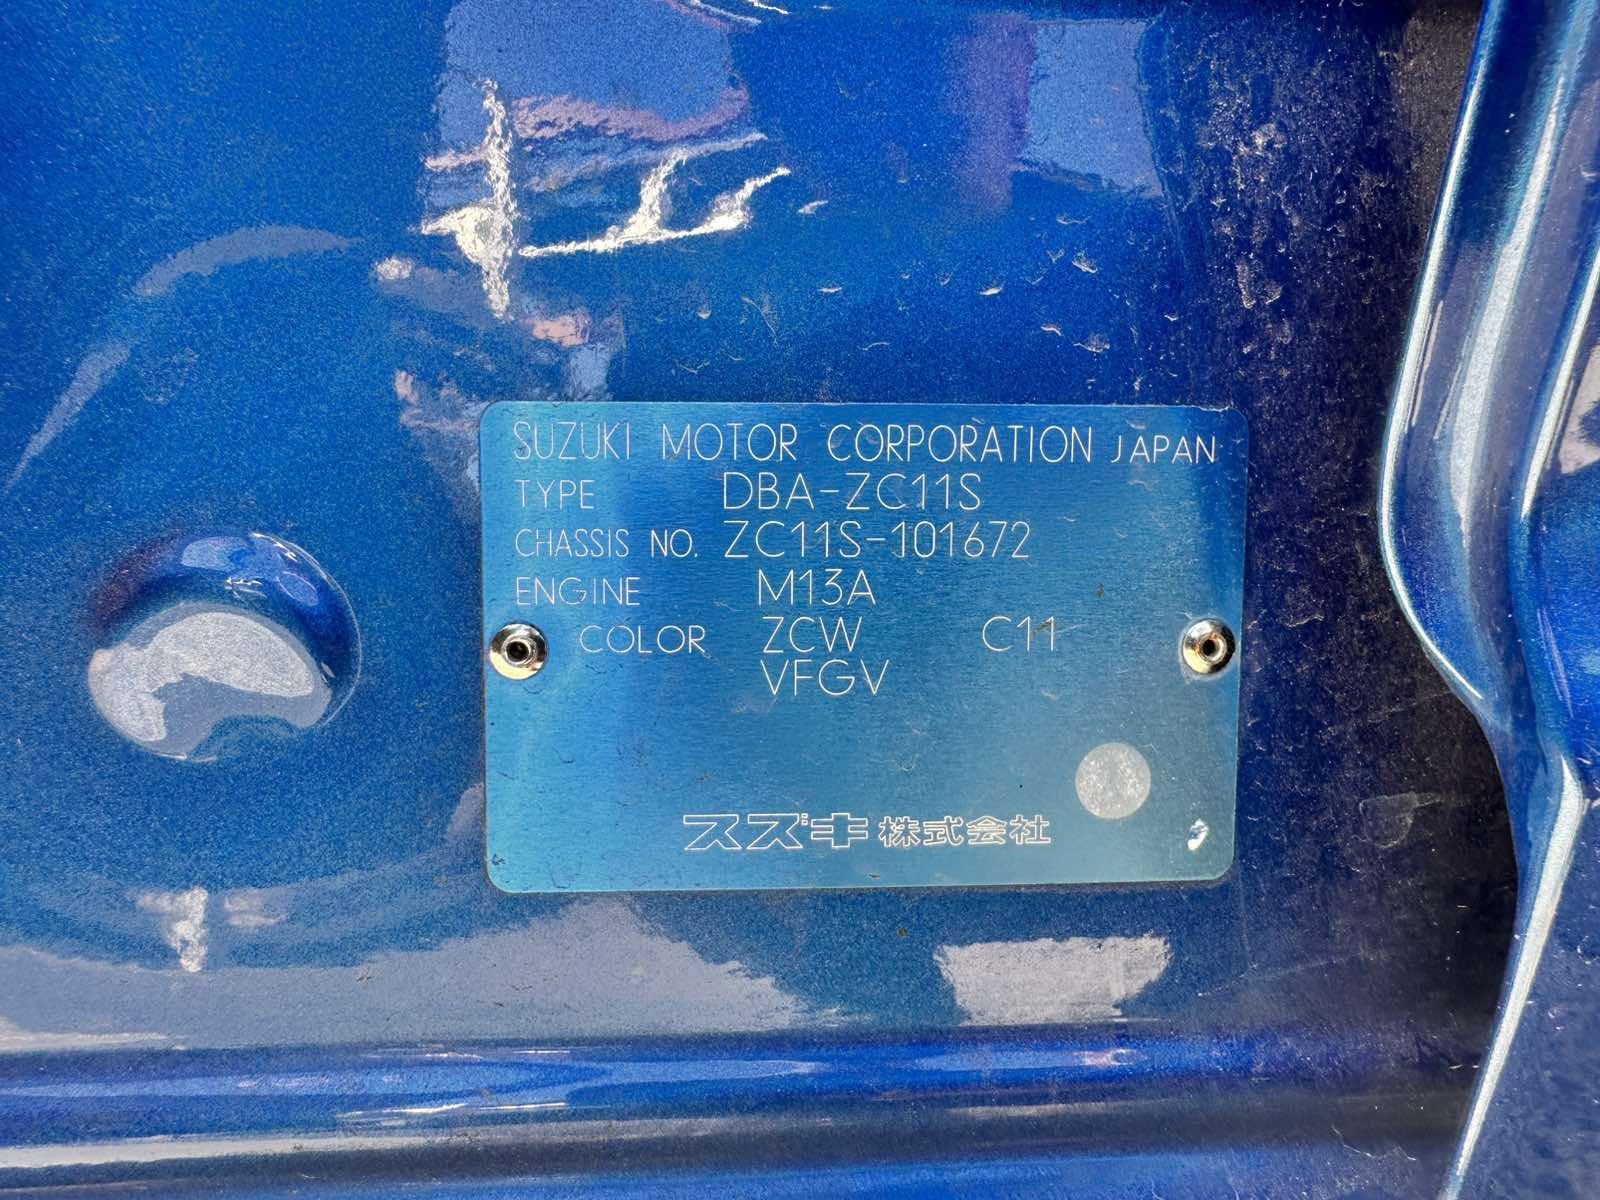 SUZUKI MOTOR CORPORATION JAPAN
TYPE DBA-ZC11S
CHASSIS NO. ZC11S-101672
ENGINE M13A
COLOR ZCW C11
VFGV
スズキ株式会社